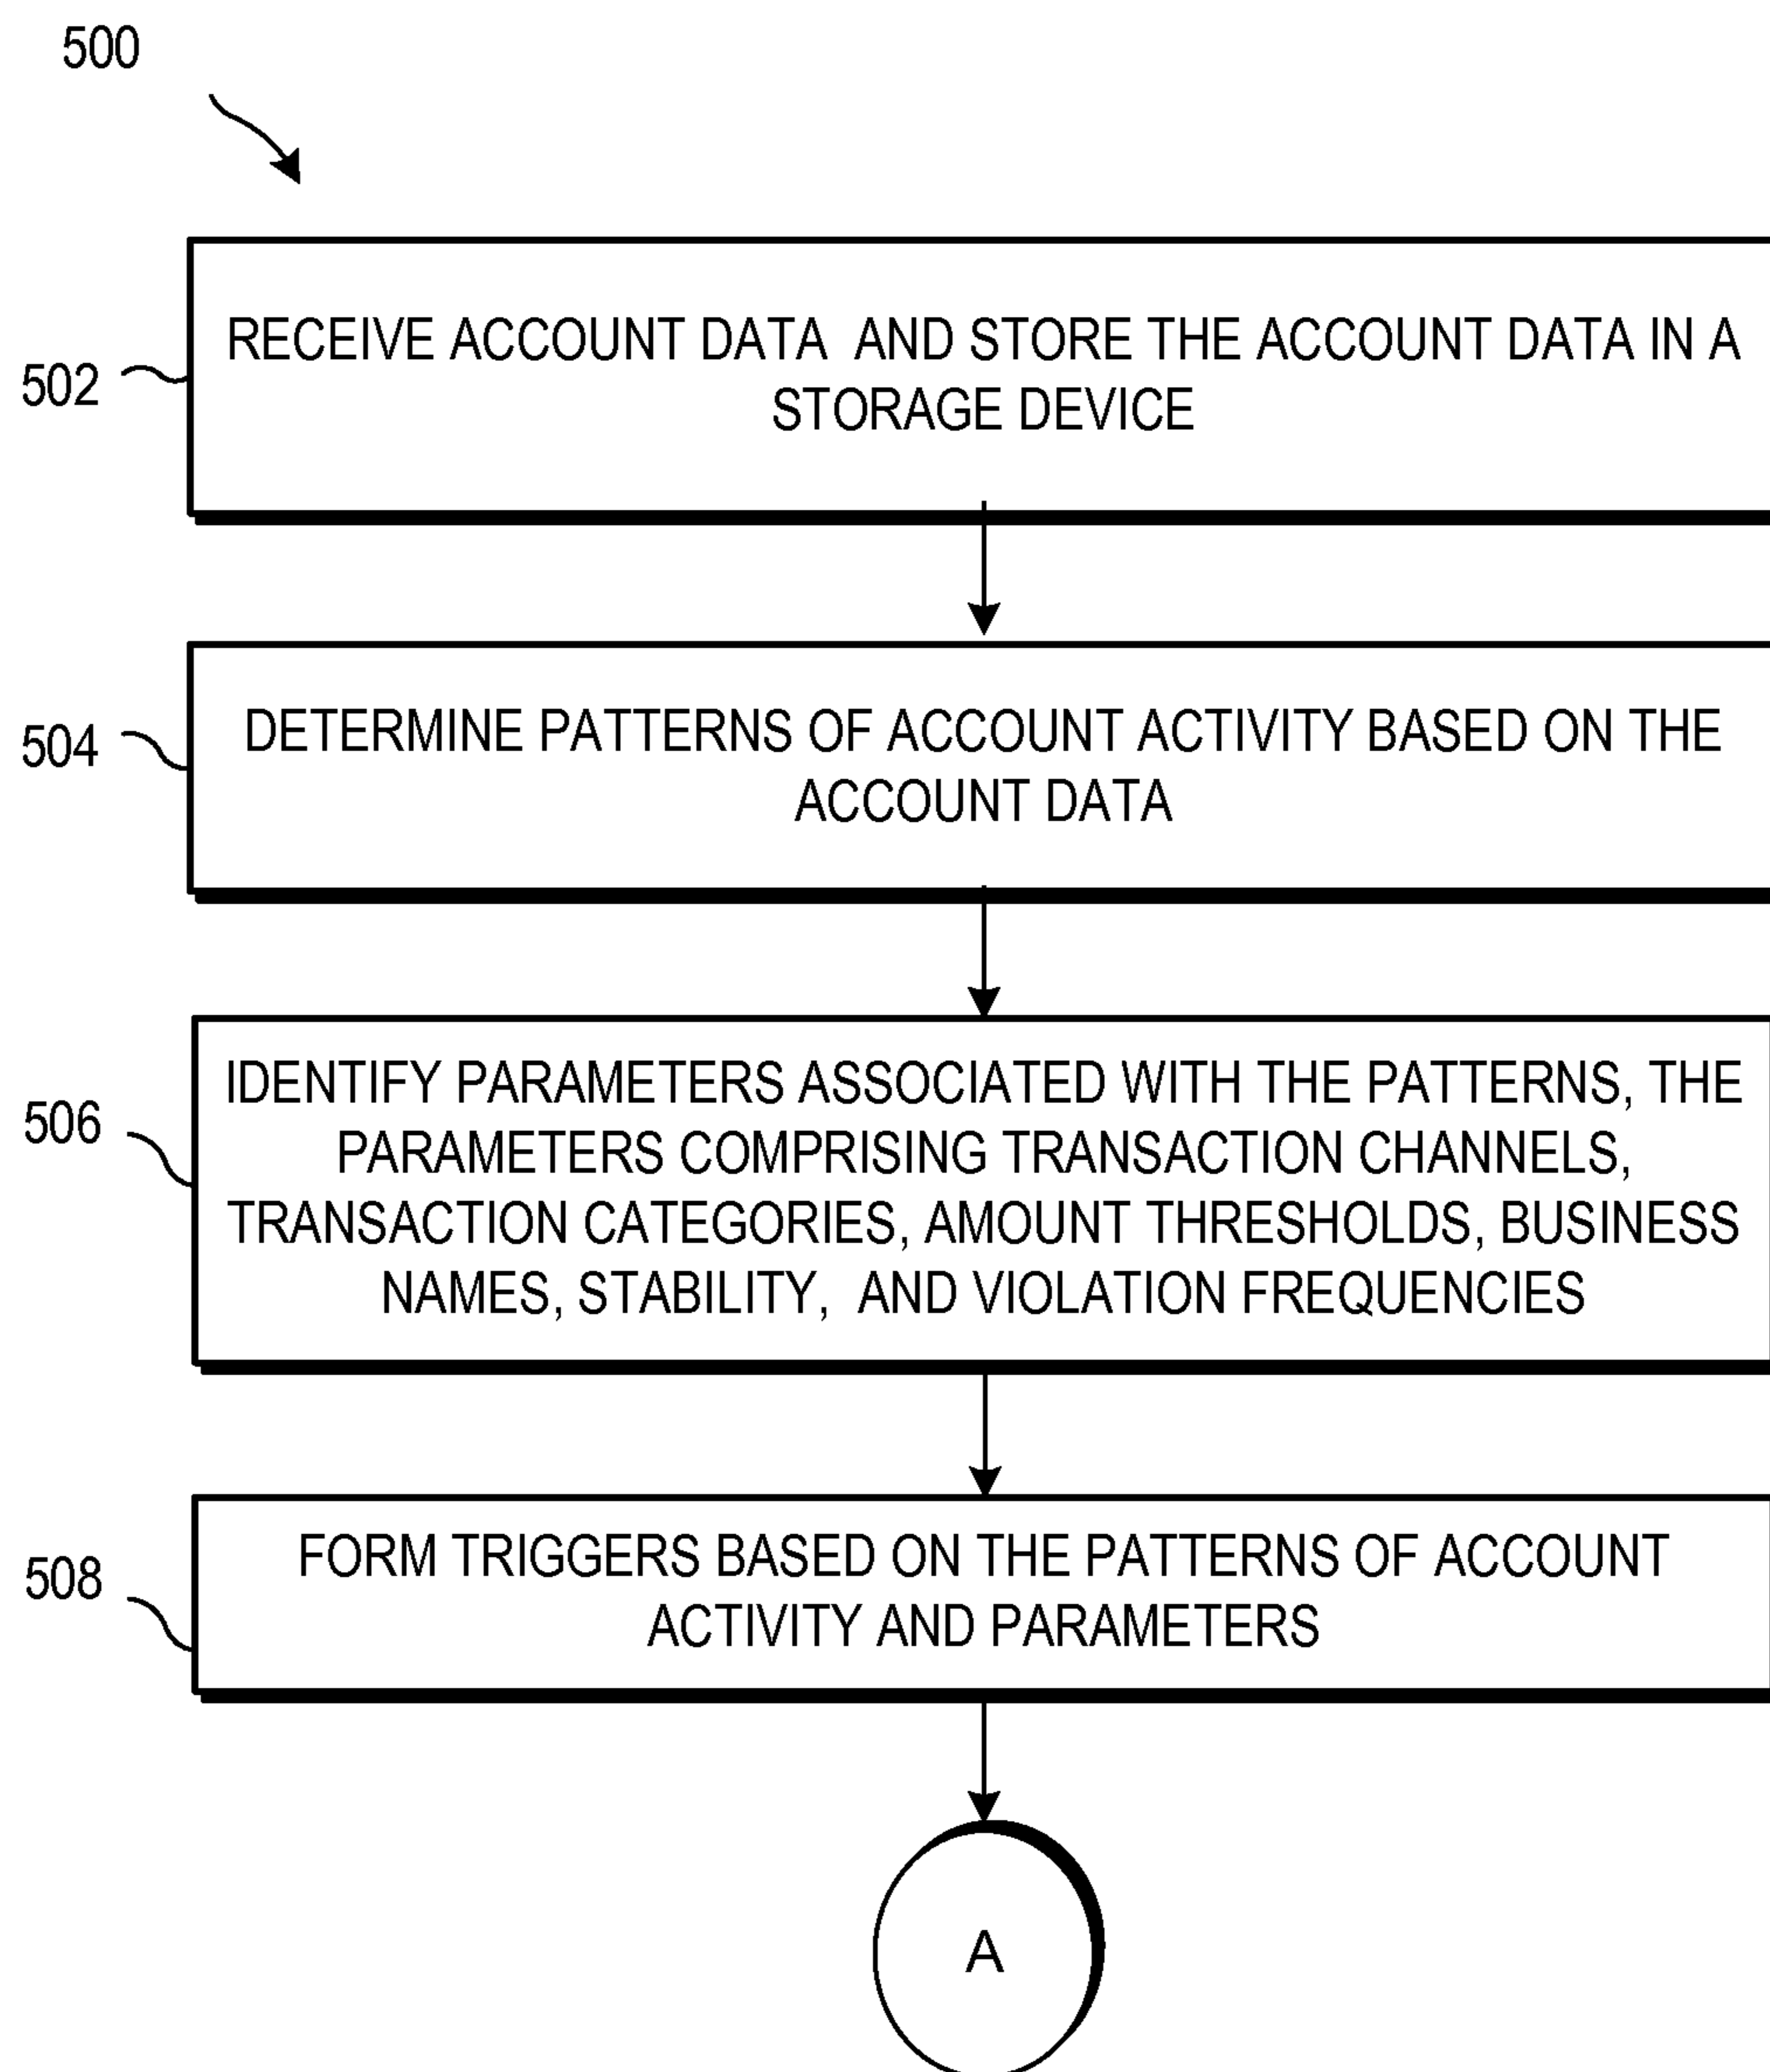 500
502
RECEIVE ACCOUNT DATA AND STORE THE ACCOUNT DATA IN A
STORAGE DEVICE
504
DETERMINE PATTERNS OF ACCOUNT ACTIVITY BASED ON THE
ACCOUNT DATA
506
IDENTIFY PARAMETERS ASSOCIATED WITH THE PATTERNS, THE
PARAMETERS COMPRISING TRANSACTION CHANNELS,
TRANSACTION CATEGORIES, AMOUNT THRESHOLDS, BUSINESS
NAMES, STABILITY, AND VIOLATION FREQUENCIES
508
FORM TRIGGERS BASED ON THE PATTERNS OF ACCOUNT
ACTIVITY AND PARAMETERS
A